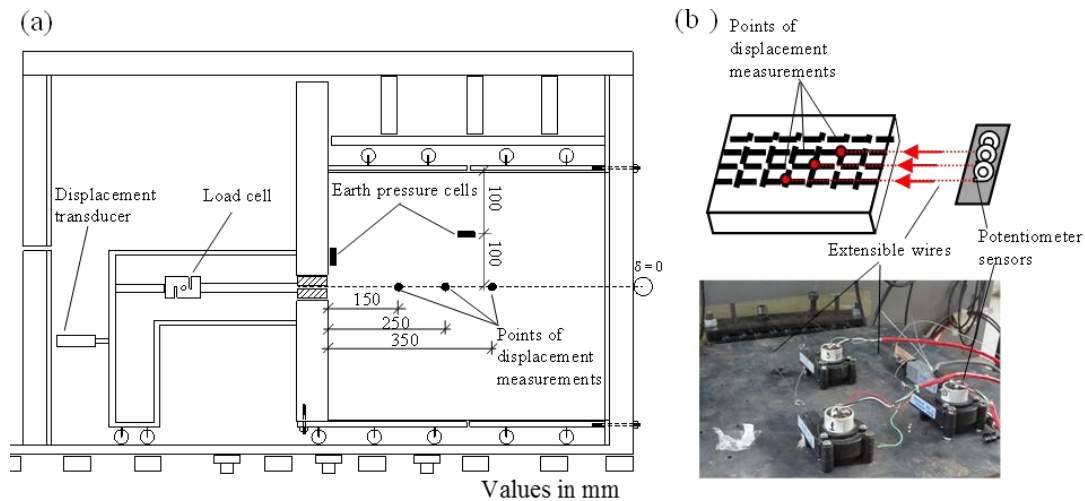 (a)
Displacement
transducer
Load cell
Earth pressure cells
100
100
δ=0
150
250
350
Points of
displacement
measurements
Values in mm
(b )
Points of
displacement
measurements
Extensible wires
Potentiometer
sensors